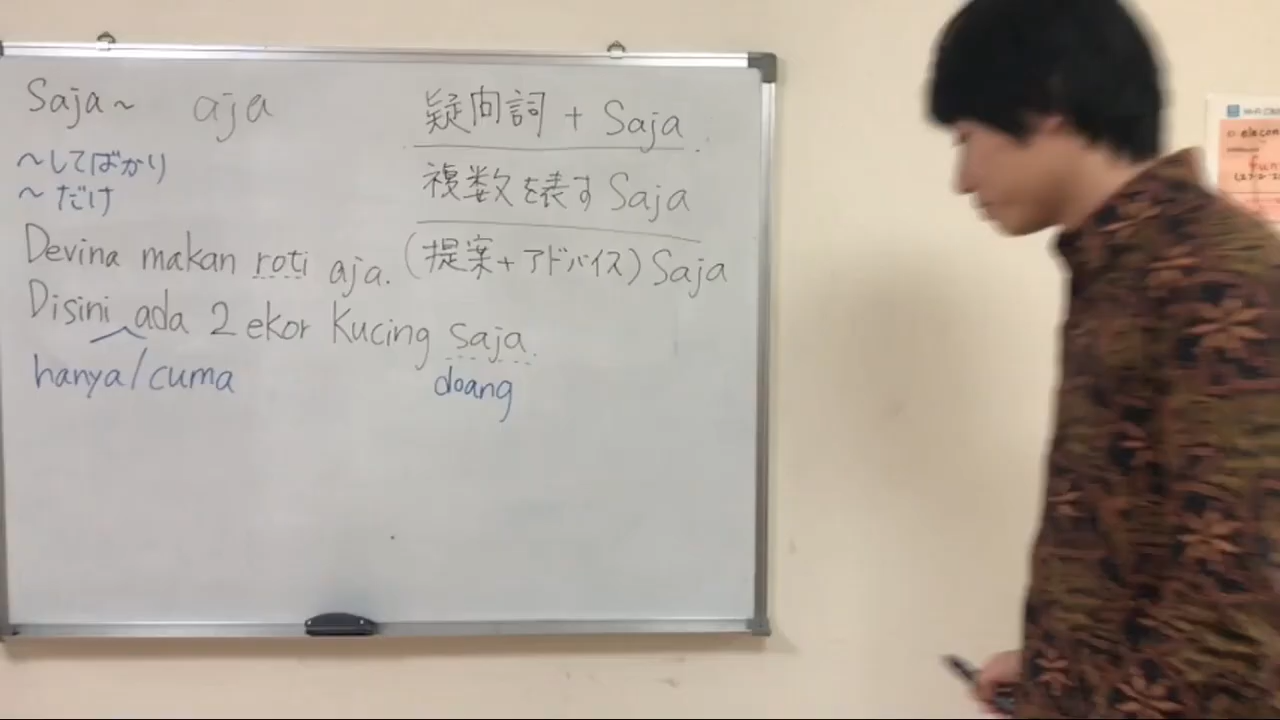 Saja~ aja
~してばかり
~だけ
Devina makan roti aja.
Disini ada 2 ekor kucing saja.
hanya/cuma
doang
疑问詞 + Saja
複数を表す Saja
(提案+アドバイス) Saja